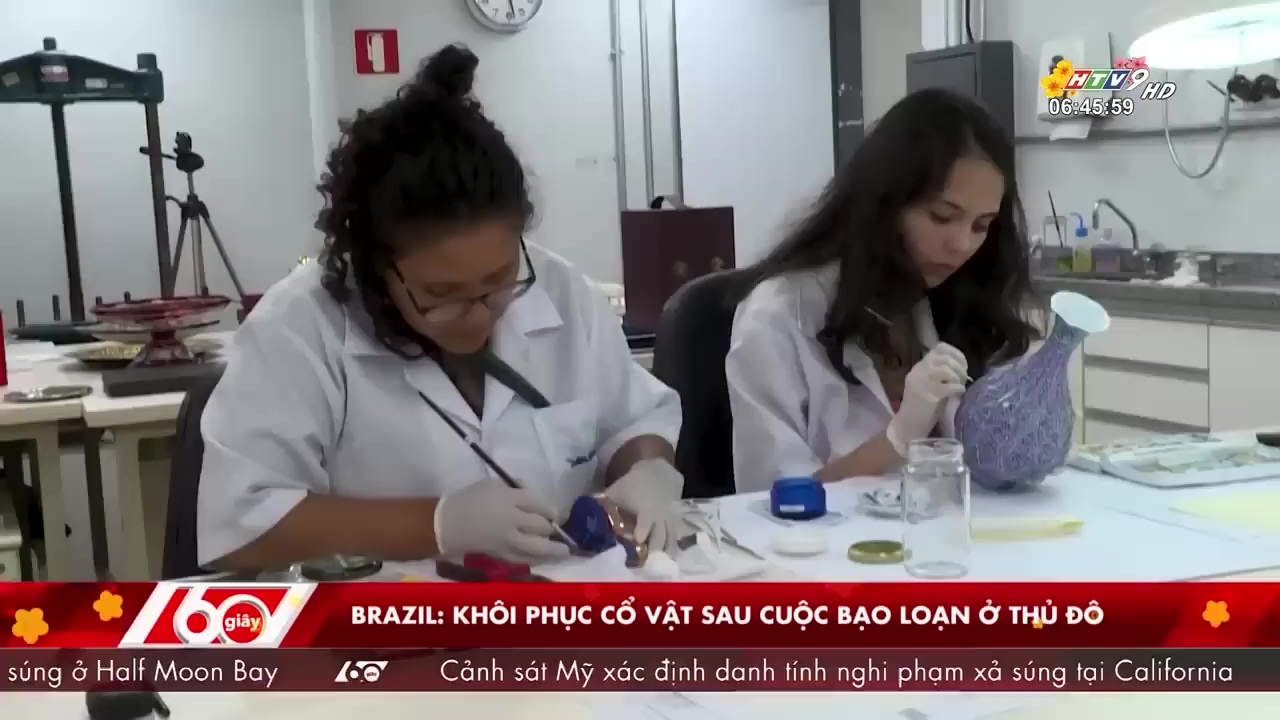 HTV9 HD
06:45:59
60 giây
BRAZIL: KHÔI PHỤC CỔ VẬT SAU CUỘC BẠO LOẠN Ở THỦ ĐÔ
súng ở Half Moon Bay 60 giây Cảnh sát Mỹ xác định danh tính nghi phạm xả súng tại California